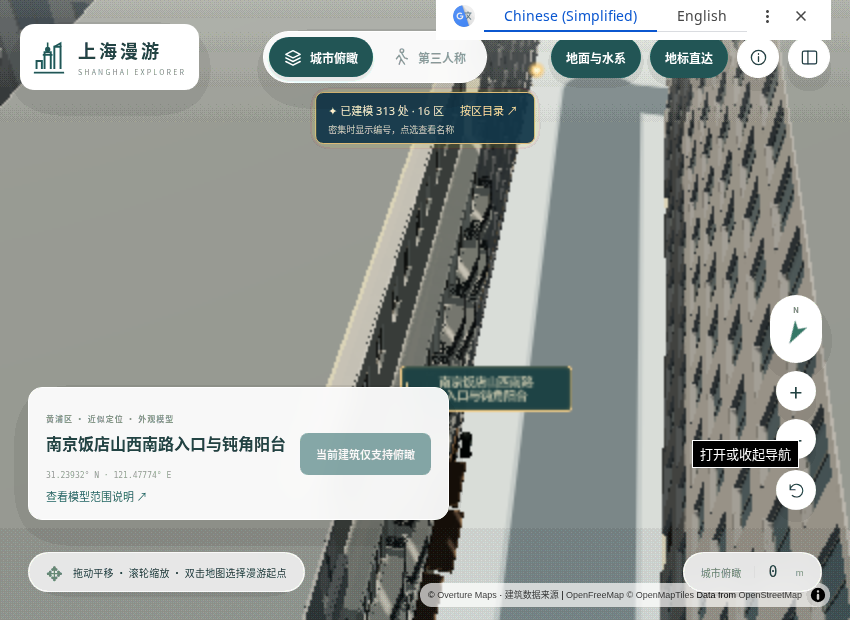 Chinese (Simplified) English
上海漫游
SHANGHAI EXPLORER
城市俯瞰 第三人称
地面与水系 地标直达
✦ 已建模 313 处 · 16 区 按区目录 ↗
密集时显示编号，点选查看名称
N
南京饭店山西南路
入口与钝角阳台
黄浦区 · 近似定位 · 外观模型
南京饭店山西南路入口与钝角阳台
当前建筑仅支持俯瞰
31.23932° N · 121.47774° E
查看模型范围说明 ↗
打开或收起导航
拖动平移 · 滚轮缩放 · 双击地图选择漫游起点
城市俯瞰 0 m
© Overture Maps · 建筑数据来源 | OpenFreeMap © OpenMapTiles Data from OpenStreetMap